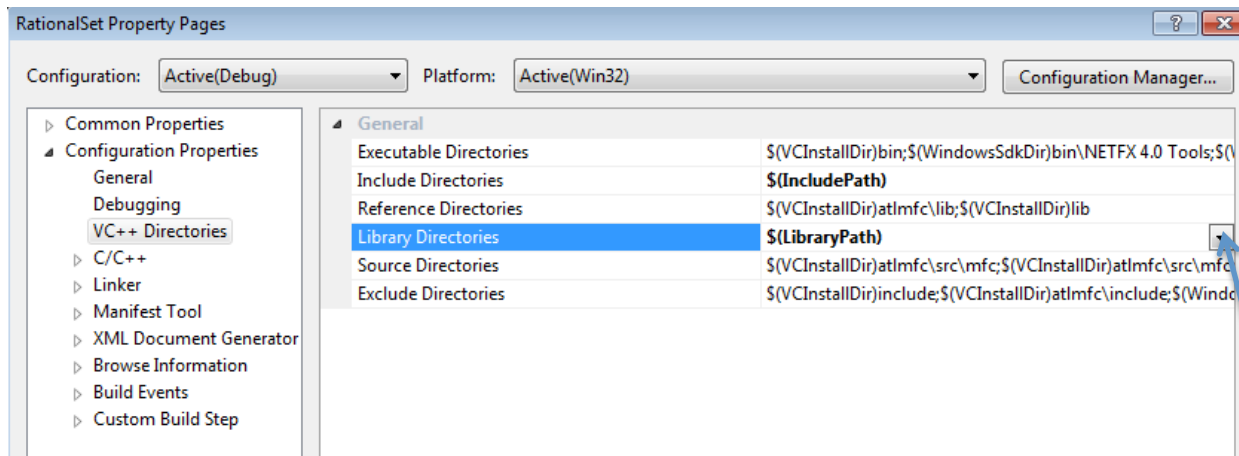 RationalSet Property Pages
Configuration: Active(Debug) Platform: Active(Win32) Configuration Manager...
Common Properties
Configuration Properties
General
Debugging
VC++ Directories
C/C++
Linker
Manifest Tool
XML Document Generator
Browse Information
Build Events
Custom Build Step
General
Executable Directories $(VCInstallDir)bin;$(WindowsSdkDir)bin\NETFX 4.0 Tools;$(
Include Directories $(IncludePath)
Reference Directories $(VCInstallDir)atlmfc\lib;$(VCInstallDir)lib
Library Directories $(LibraryPath)
Source Directories $(VCInstallDir)atlmfc\src\mfc;$(VCInstallDir)atlmfc\src\mfc
Exclude Directories $(VCInstallDir)include;$(VCInstallDir)atlmfc\include;$(Windo